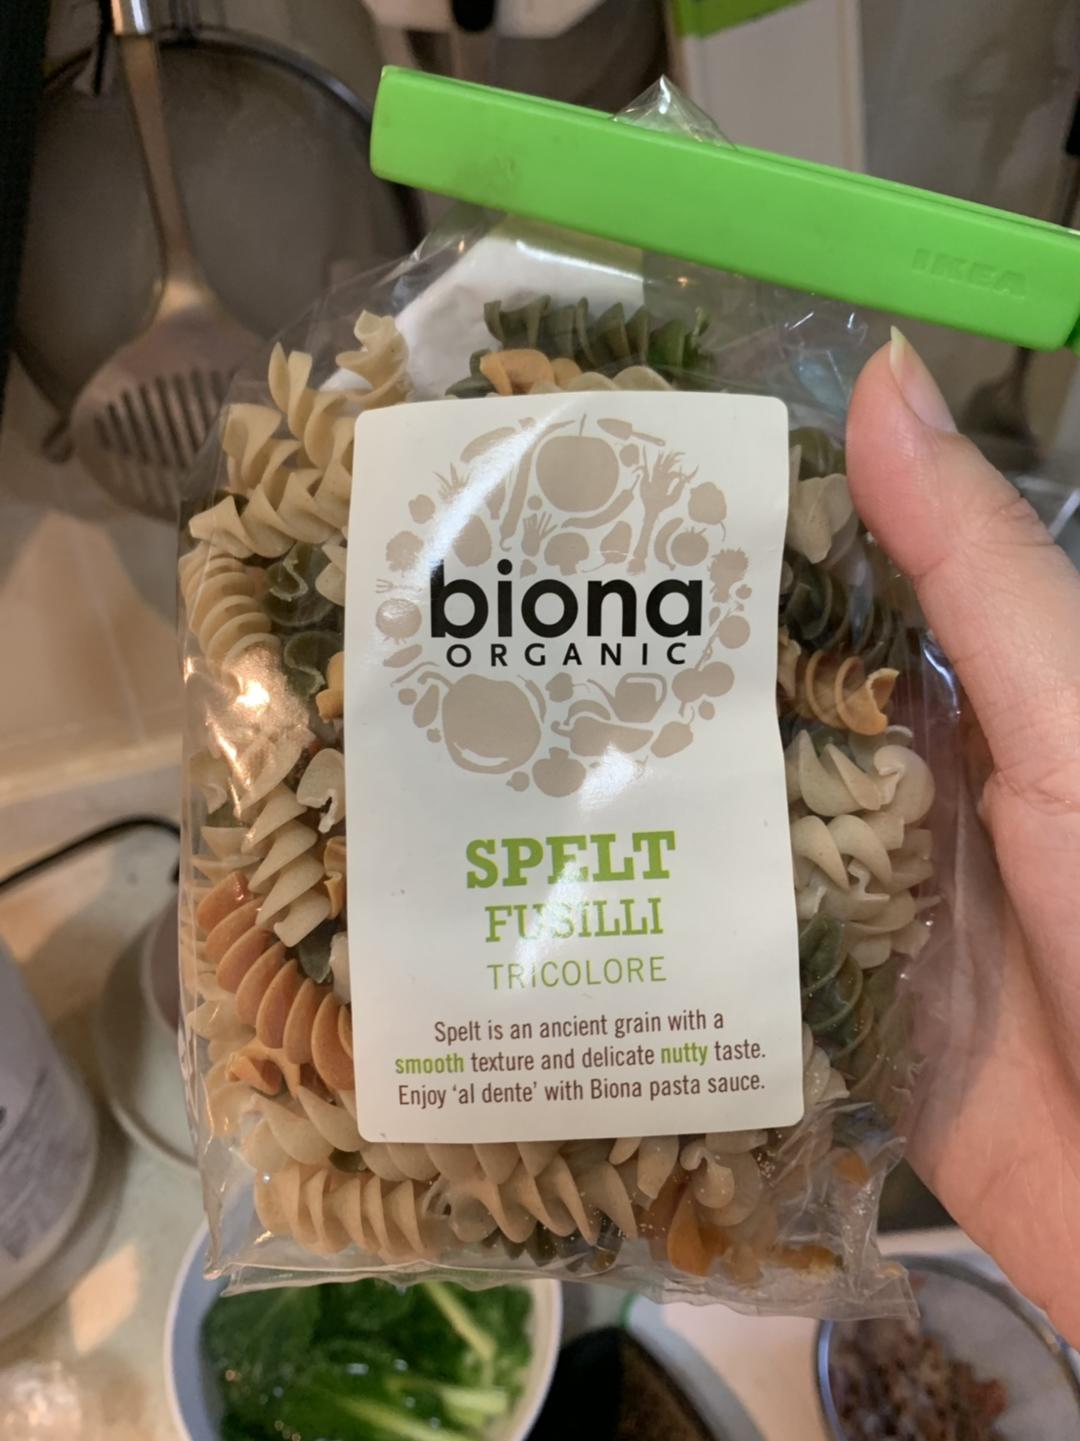 IKEA
biona
ORGANIC
SPELT
FUSILLI
TRICOLORE
Spelt is an ancient grain with a
smooth texture and delicate nutty taste.
Enjoy ‘al dente’ with Biona pasta sauce.